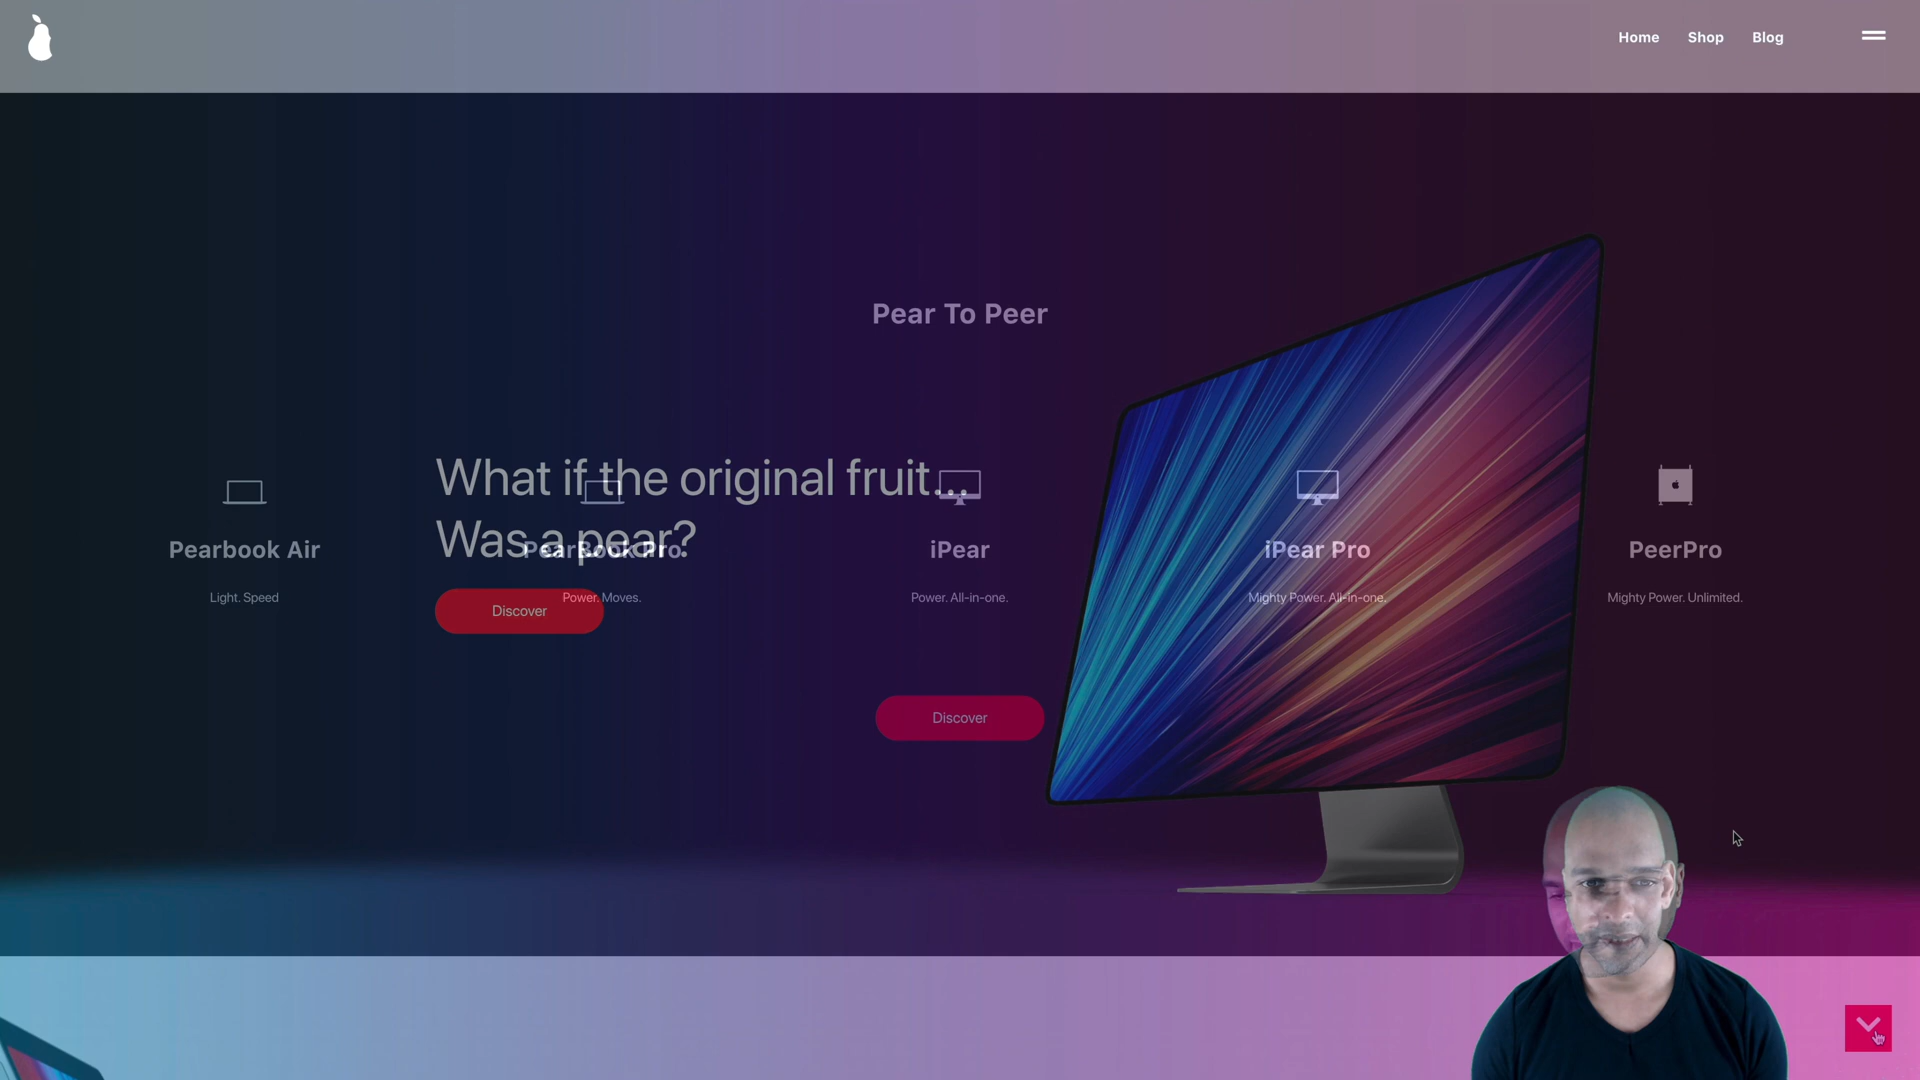 Home Shop Blog
Pear To Peer
What if the original fruit...
Was a pear?
Discover
Pearbook Air
Light. Speed
PearBook Pro
Power. Moves.
iPear
Power. All-in-one.
iPear Pro
Mighty Power. All-in-one.
PeerPro
Mighty Power. Unlimited.
Discover